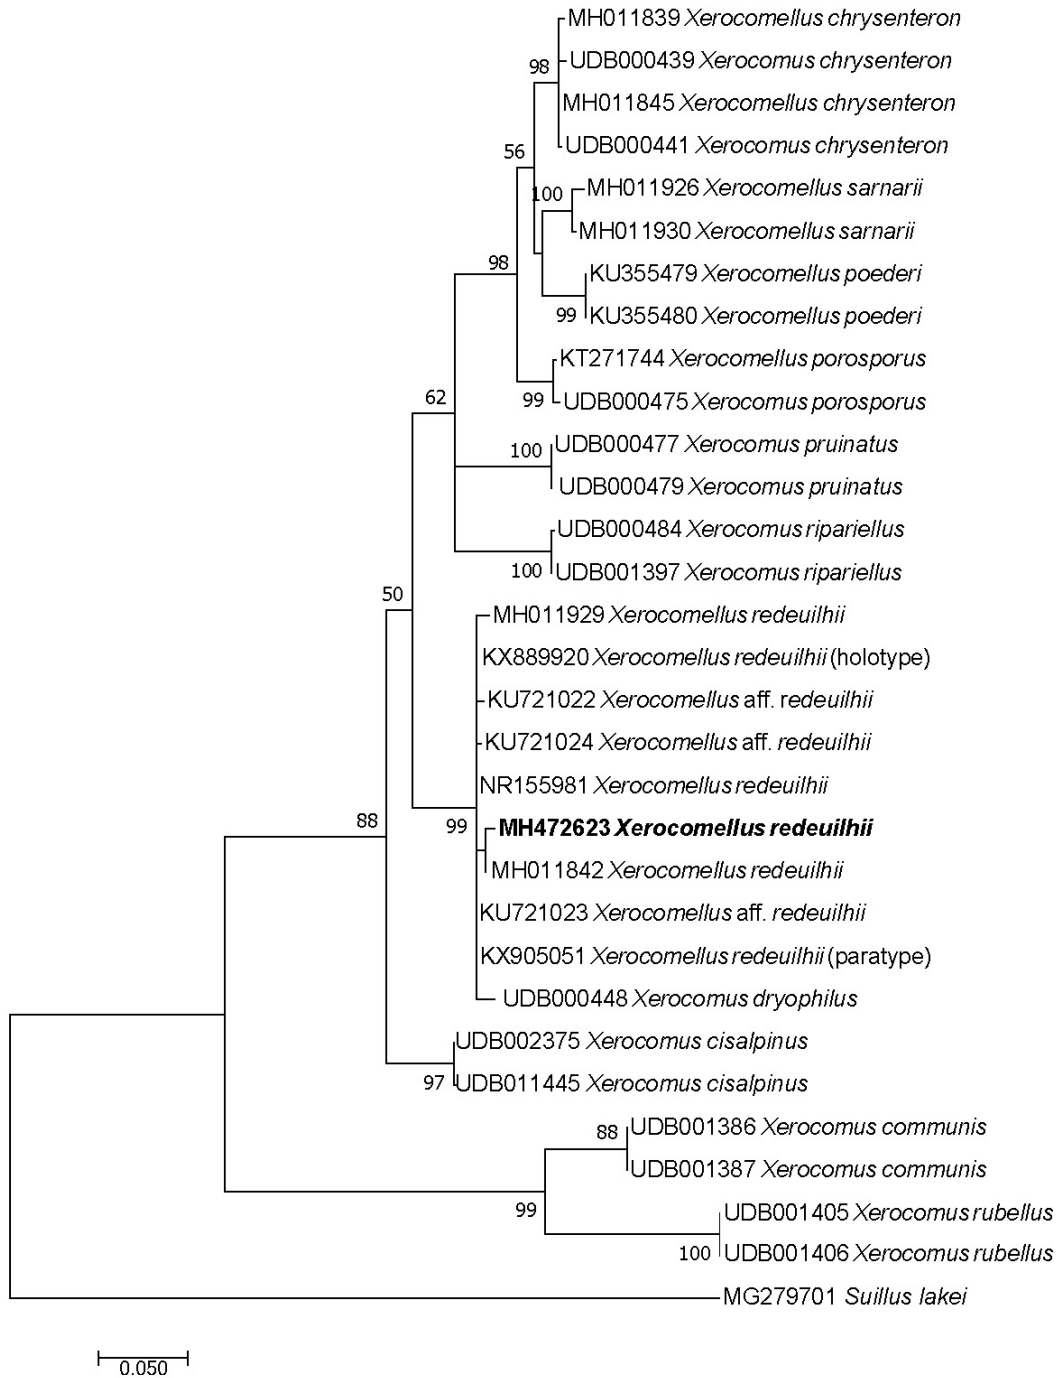 MH011839 Xerocomellus chrysenteron
98
UDB000439 Xerocomus chrysenteron
MH011845 Xerocomellus chrysenteron
UDB000441 Xerocomus chrysenteron
56
100
MH011926 Xerocomellus sarnarii
MH011930 Xerocomellus sarnarii
98
KU355479 Xerocomellus poederi
99
KU355480 Xerocomellus poederi
KT271744 Xerocomellus porosporus
62
99
UDB000475 Xerocomus porosporus
100
UDB000477 Xerocomus pruinatus
UDB000479 Xerocomus pruinatus
UDB000484 Xerocomus ripariellus
100
UDB001397 Xerocomus ripariellus
50
MH011929 Xerocomellus redeuilhii
KX889920 Xerocomellus redeuilhii (holotype)
KU721022 Xerocomellus aff. redeuilhii
KU721024 Xerocomellus aff. redeuilhii
NR155981 Xerocomellus redeuilhii
88
99
MH472623 Xerocomellus redeuilhii
MH011842 Xerocomellus redeuilhii
KU721023 Xerocomellus aff. redeuilhii
KX905051 Xerocomellus redeuilhii (paratype)
UDB000448 Xerocomus dryophilus
UDB002375 Xerocomus cisalpinus
97
UDB011445 Xerocomus cisalpinus
88
UDB001386 Xerocomus communis
UDB001387 Xerocomus communis
99
UDB001405 Xerocomus rubellus
100
UDB001406 Xerocomus rubellus
MG279701 Suillus lakei
0.050